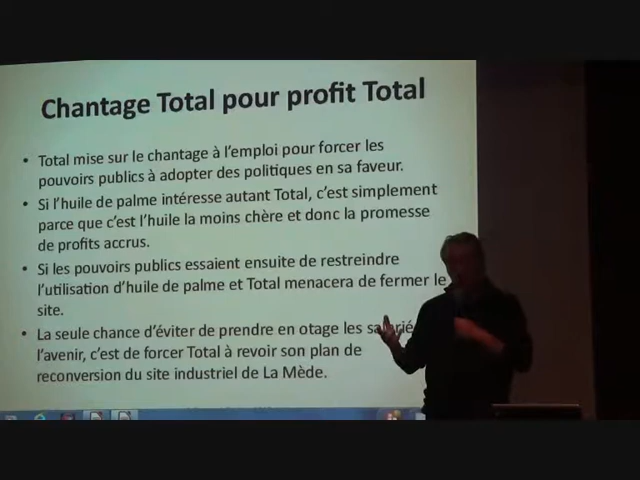 Chantage Total pour profit Total
• Total mise sur le chantage à l'emploi pour forcer les
pouvoirs publics à adopter des politiques en sa faveur.
• Si l'huile de palme intéresse autant Total, c'est simplement
parce que c'est l'huile la moins chère et donc la promesse
de profits accrus.
• Si les pouvoirs publics essaient ensuite de restreindre
l'utilisation d'huile de palme et Total menacera de fermer le
site.
• La seule chance d'éviter de prendre en otage les
l'avenir, c'est de forcer Total à revoir son plan de
reconversion du site industriel de La Mède.